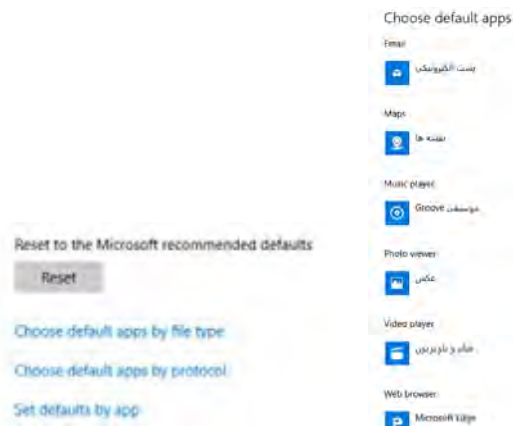 Choose default apps
Email
پست الکترونیکی
Maps
نقشه ها
Music player
موسیقی Groove
Photo viewer
عکس
Video player
فیلم و تلویزیون
Web browser
Microsoft Edge
Reset to the Microsoft recommended defaults
Reset
Choose default apps by file type
Choose default apps by protocol
Set defaults by app